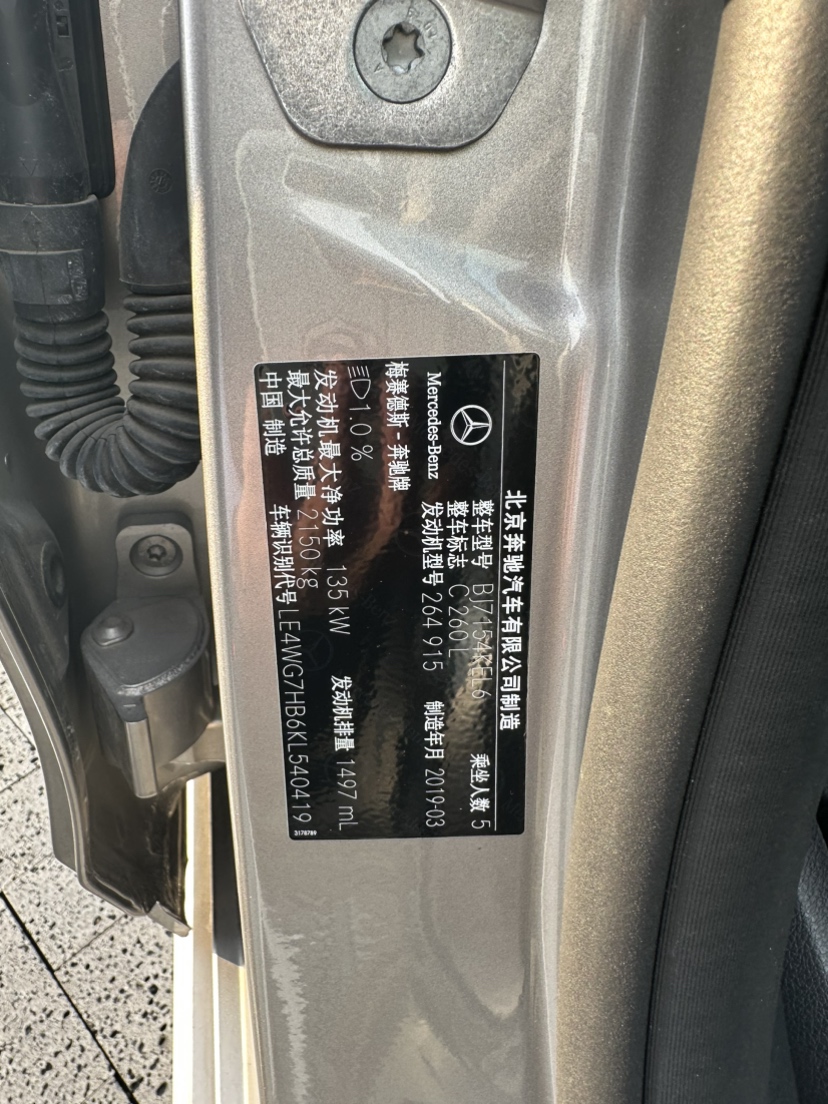 北京奔驰汽车有限公司制造
整车型号 BJ7154KEL6 乘坐人数 5
整车标志 C 260 L
Mercedes-Benz 发动机型号 264 915 制造年月 2019-03
梅赛德斯-奔驰牌
1.0 %
发动机最大净功率 135 kW 发动机排量 1497 mL
最大允许总质量 2150 kg
中国 制造 车辆识别代号 LE4WG7HB6KL540419
3178789